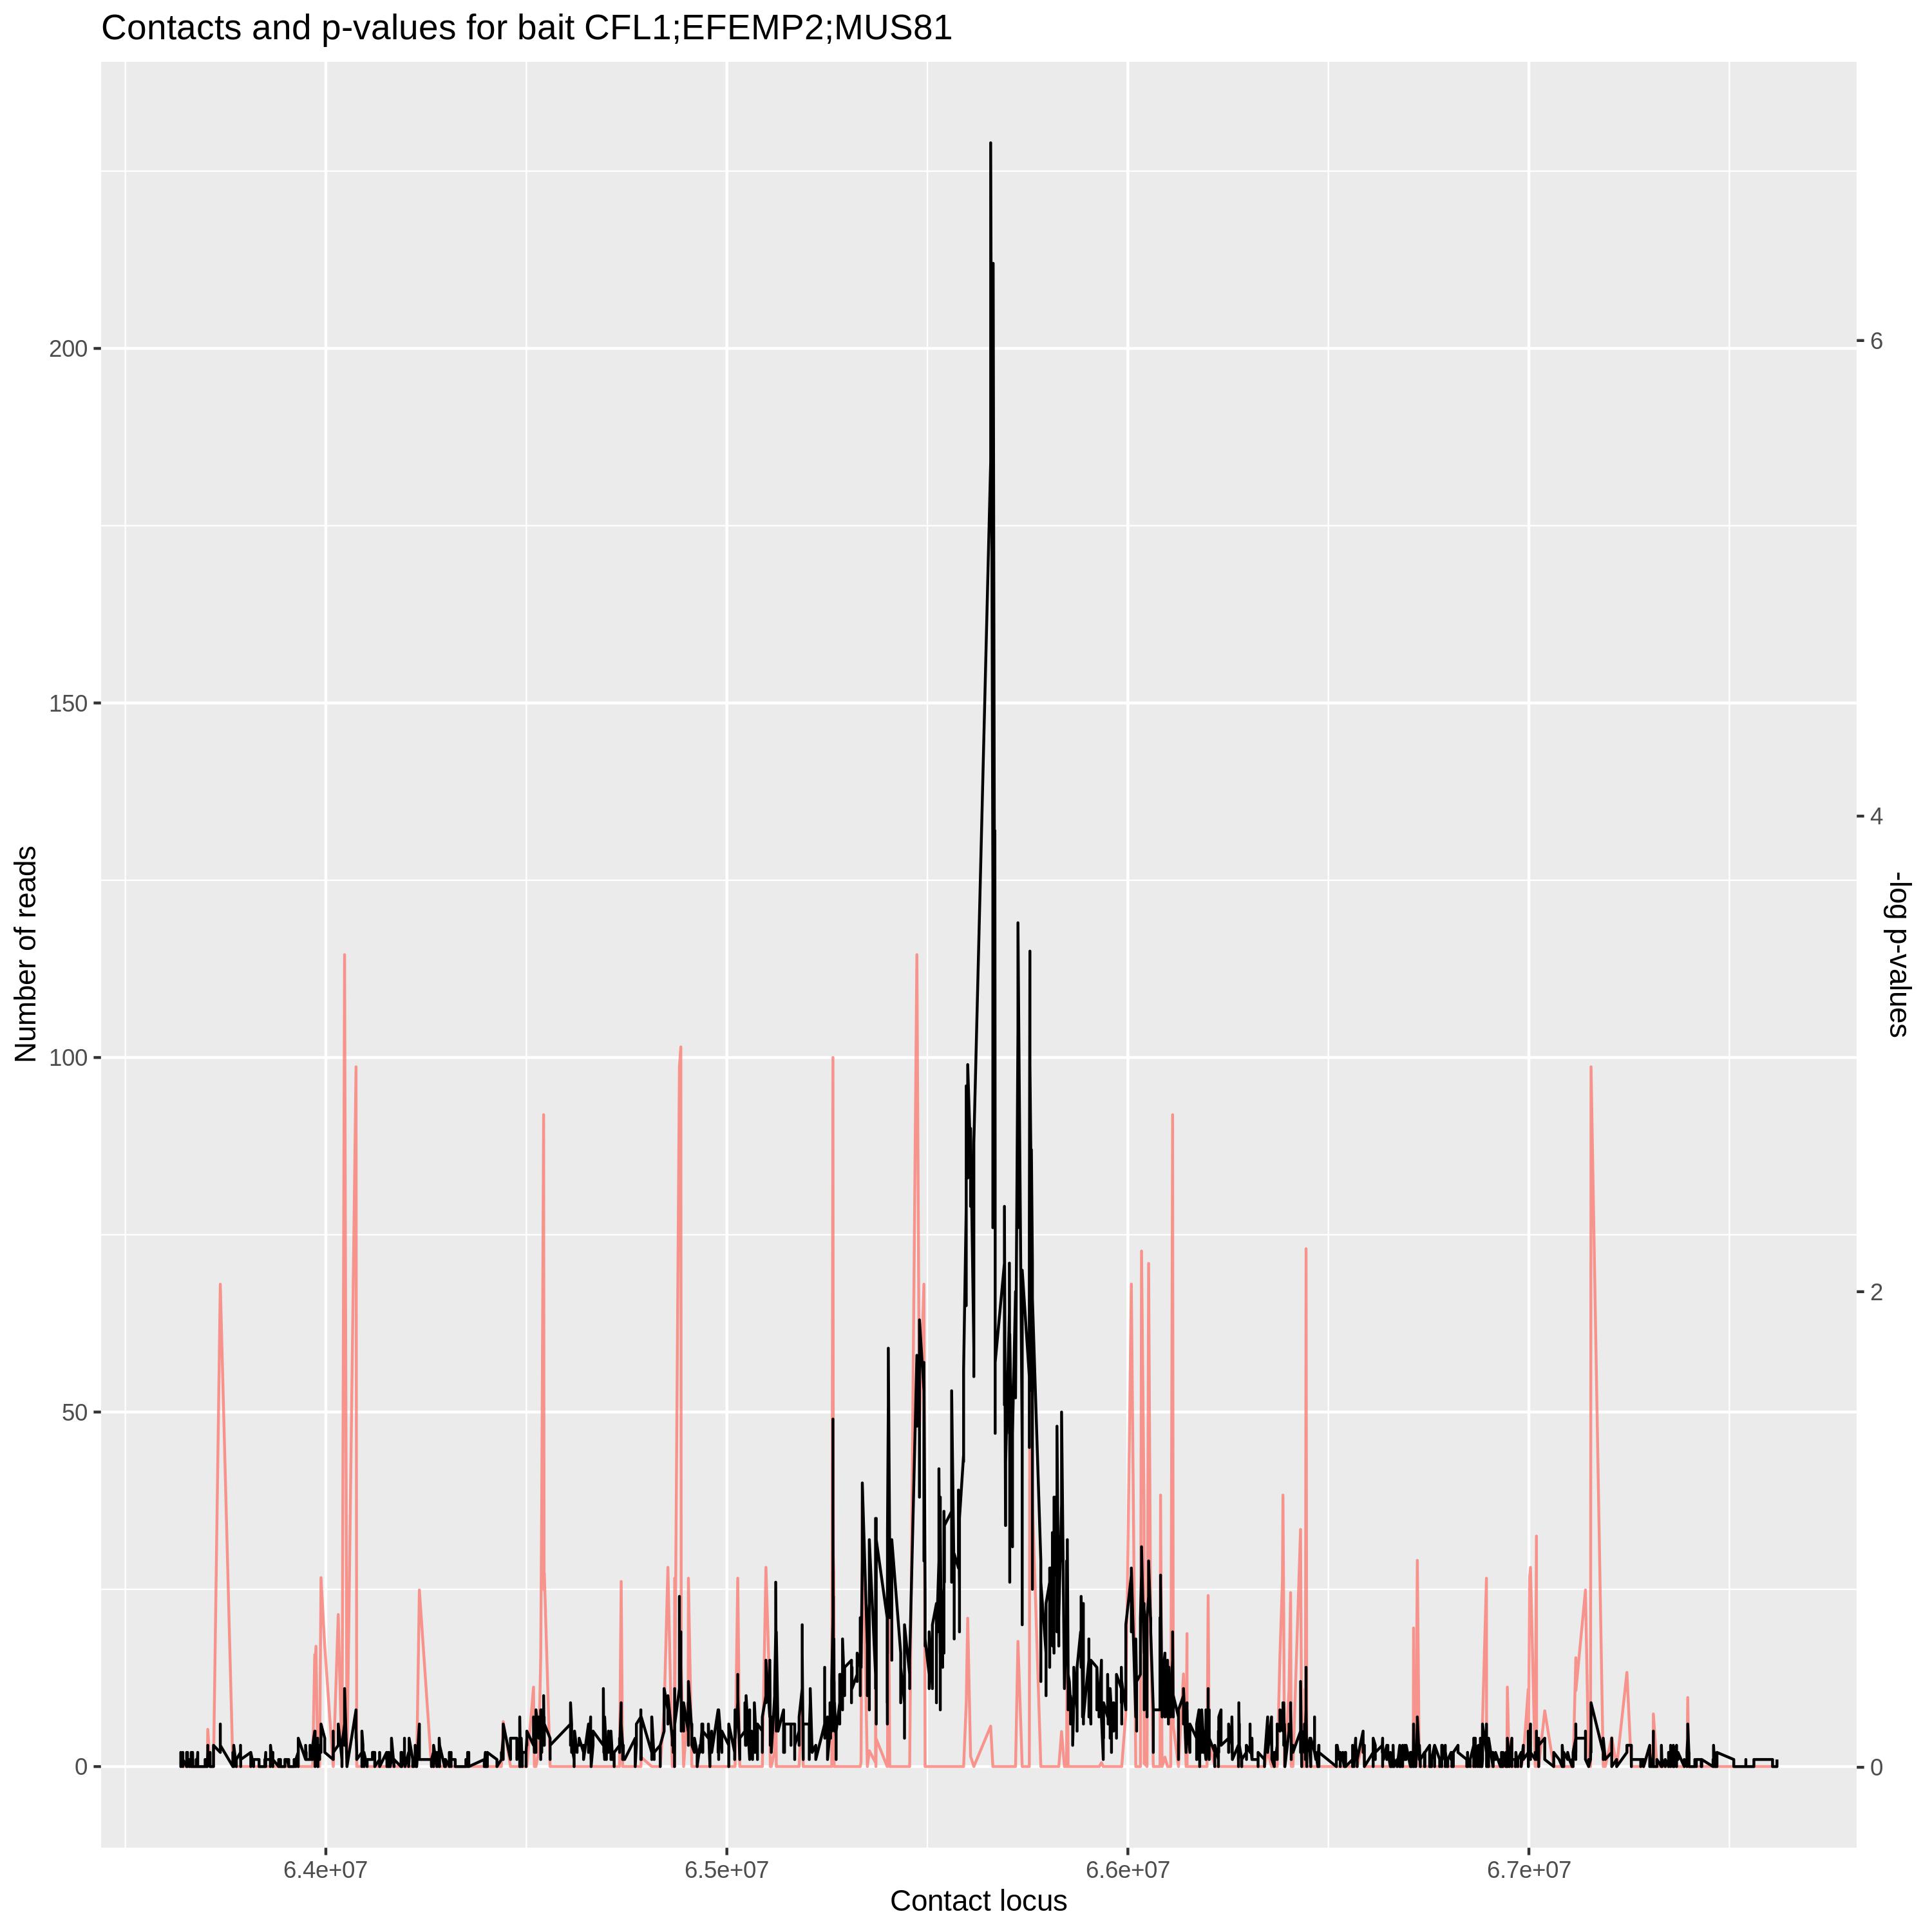 Contacts and p-values for bait CFL1;EFEMP2;MUS81
Number of reads
200
150
100
50
0
6
4
2
0
-log p-values
6.4e+07
6.5e+07
6.6e+07
6.7e+07
Contact locus